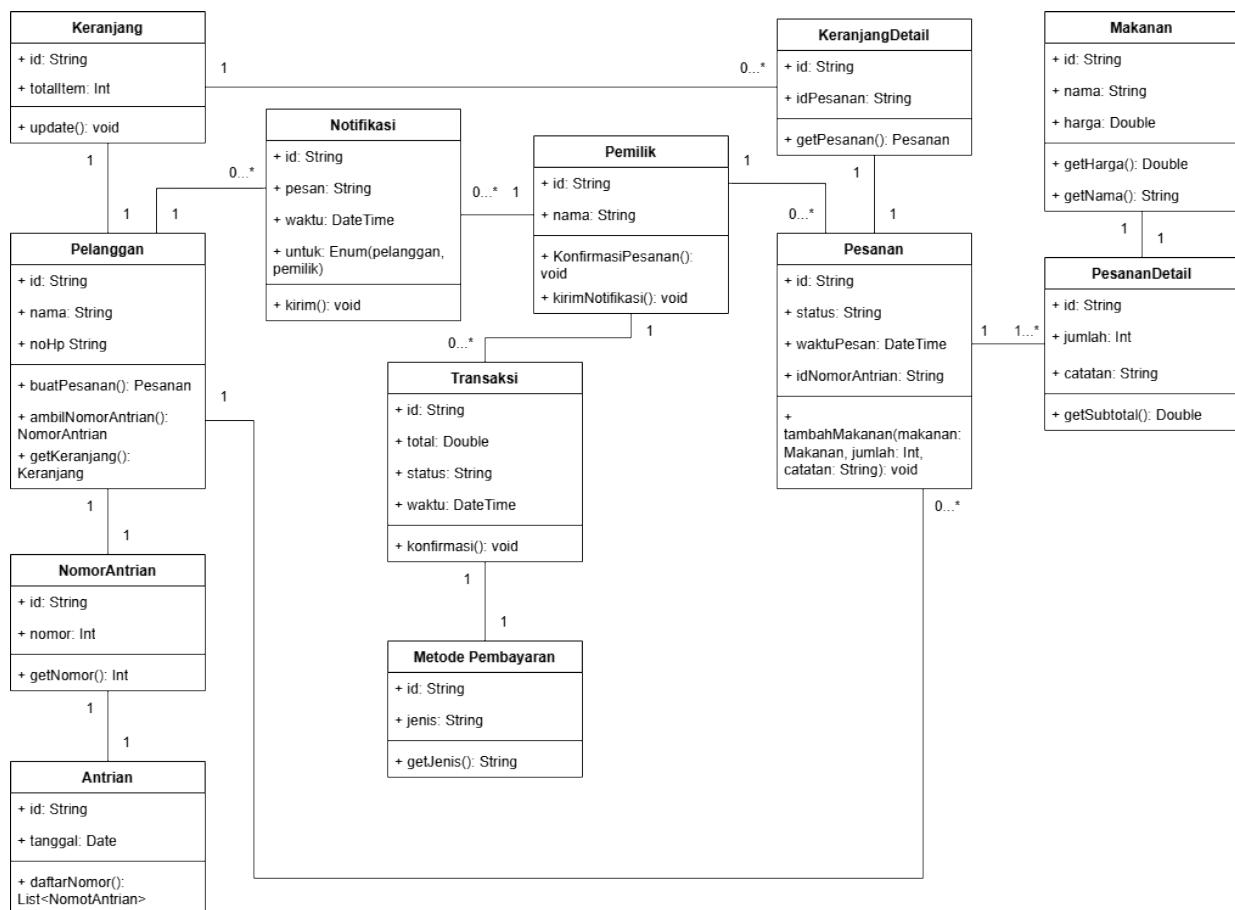 Keranjang
+ id: String
+ totalItem: Int
+ update(): void
1
0...*
KeranjangDetail
+ id: String
+ idPesanan: String
+ getPesanan(): Pesanan
Makanan
+ id: String
+ nama: String
+ harga: Double
+ getHarga(): Double
+ getNama(): String
Notifikasi
+ id: String
+ pesan: String
+ waktu: DateTime
+ untuk: Enum(pelanggan,
pemilik)
+ kirim(): void
Pemilik
+ id: String
+ nama: String
+ KonfirmasiPesanan():
void
+ kirimNotifikasi(): void
1
1
0...*
1
0...*
1
1
0...*
1
1
1
1
Pelanggan
+ id: String
+ nama: String
+ noHp String
+ buatPesanan(): Pesanan
+ ambilNomorAntrian():
NomorAntrian
+ getKeranjang():
Keranjang
Pesanan
+ id: String
+ status: String
+ waktuPesan: DateTime
+ idNomorAntrian: String
+
tambahMakanan(makanan:
Makanan, jumlah: Int,
catatan: String): void
1
1...*
PesananDetail
+ id: String
+ jumlah: Int
+ catatan: String
+ getSubtotal(): Double
1
0...*
Transaksi
+ id: String
+ total: Double
+ status: String
+ waktu: DateTime
+ konfirmasi(): void
1
0...*
1
1
NomorAntrian
+ id: String
+ nomor: Int
+ getNomor(): Int
1
1
Metode Pembayaran
+ id: String
+ jenis: String
+ getJenis(): String
1
1
Antrian
+ id: String
+ tanggal: Date
+ daftarNomor():
List<NomotAntrian>